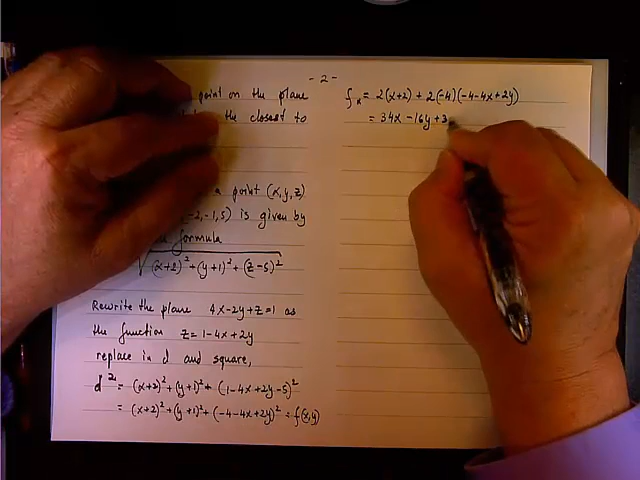 - 2 -
point on the plane
the closest to
a point (x,y,z)
-2,-1,5) is given by
formula
√(x+2)²+(y+1)²+(z-5)²
Rewrite the plane 4x-2y+z=1 as
the function z=1-4x+2y
replace in d and square,
d² = (x+2)²+(y+1)²+(1-4x+2y-5)²
= (x+2)²+(y+1)²+(-4-4x+2y)² = f(x,y)
fx = 2(x+2) + 2(-4)(-4-4x+2y)
= 34x -16y +3